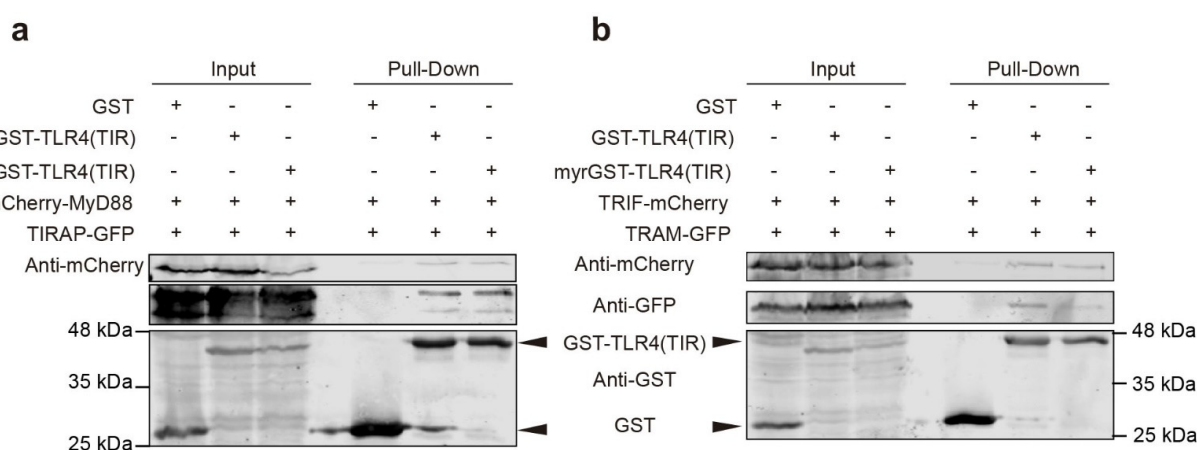 a
Input Pull-Down
GST + - - + - -
GST-TLR4(TIR) - + - - + -
GST-TLR4(TIR) - - + - - +
Cherry-MyD88 + + + + + +
TIRAP-GFP + + + + + +
Anti-mCherry
48 kDa
35 kDa
25 kDa
b
Input Pull-Down
GST + - - + - -
GST-TLR4(TIR) - + - - + -
myrGST-TLR4(TIR) - - + - - +
TRIF-mCherry + + + + + +
TRAM-GFP + + + + + +
Anti-mCherry
Anti-GFP
GST-TLR4(TIR)
Anti-GST
GST
48 kDa
35 kDa
25 kDa